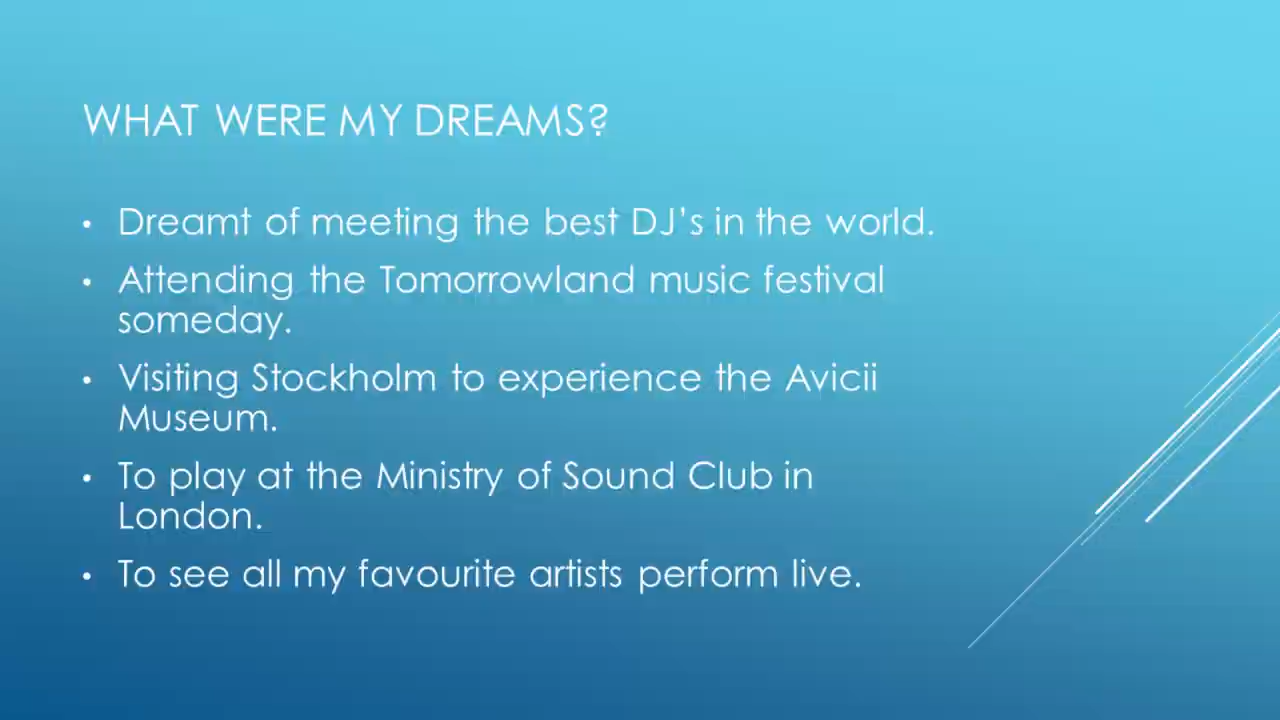 WHAT WERE MY DREAMS?
• Dreamt of meeting the best DJ’s in the world.
• Attending the Tomorrowland music festival
someday.
• Visiting Stockholm to experience the Avicii
Museum.
• To play at the Ministry of Sound Club in
London.
• To see all my favourite artists perform live.